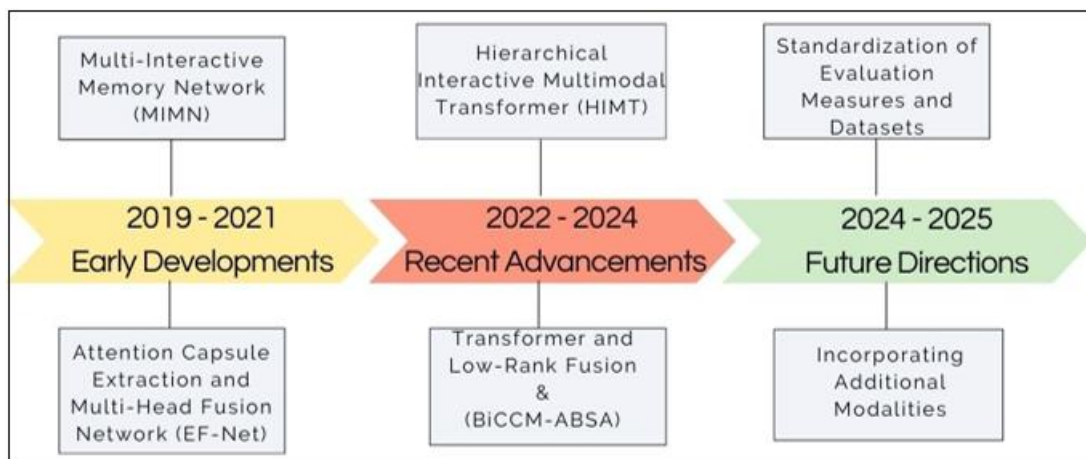 Multi-Interactive
Memory Network
(MIMN)
Hierarchical
Interactive Multimodal
Transformer (HIMT)
Standardization of
Evaluation
Measures and
Datasets
2019 - 2021
Early Developments
2022 - 2024
Recent Advancements
2024 - 2025
Future Directions
Attention Capsule
Extraction and
Multi-Head Fusion
Network (EF-Net)
Transformer and
Low-Rank Fusion
&
(BiCCM-ABSA)
Incorporating
Additional
Modalities